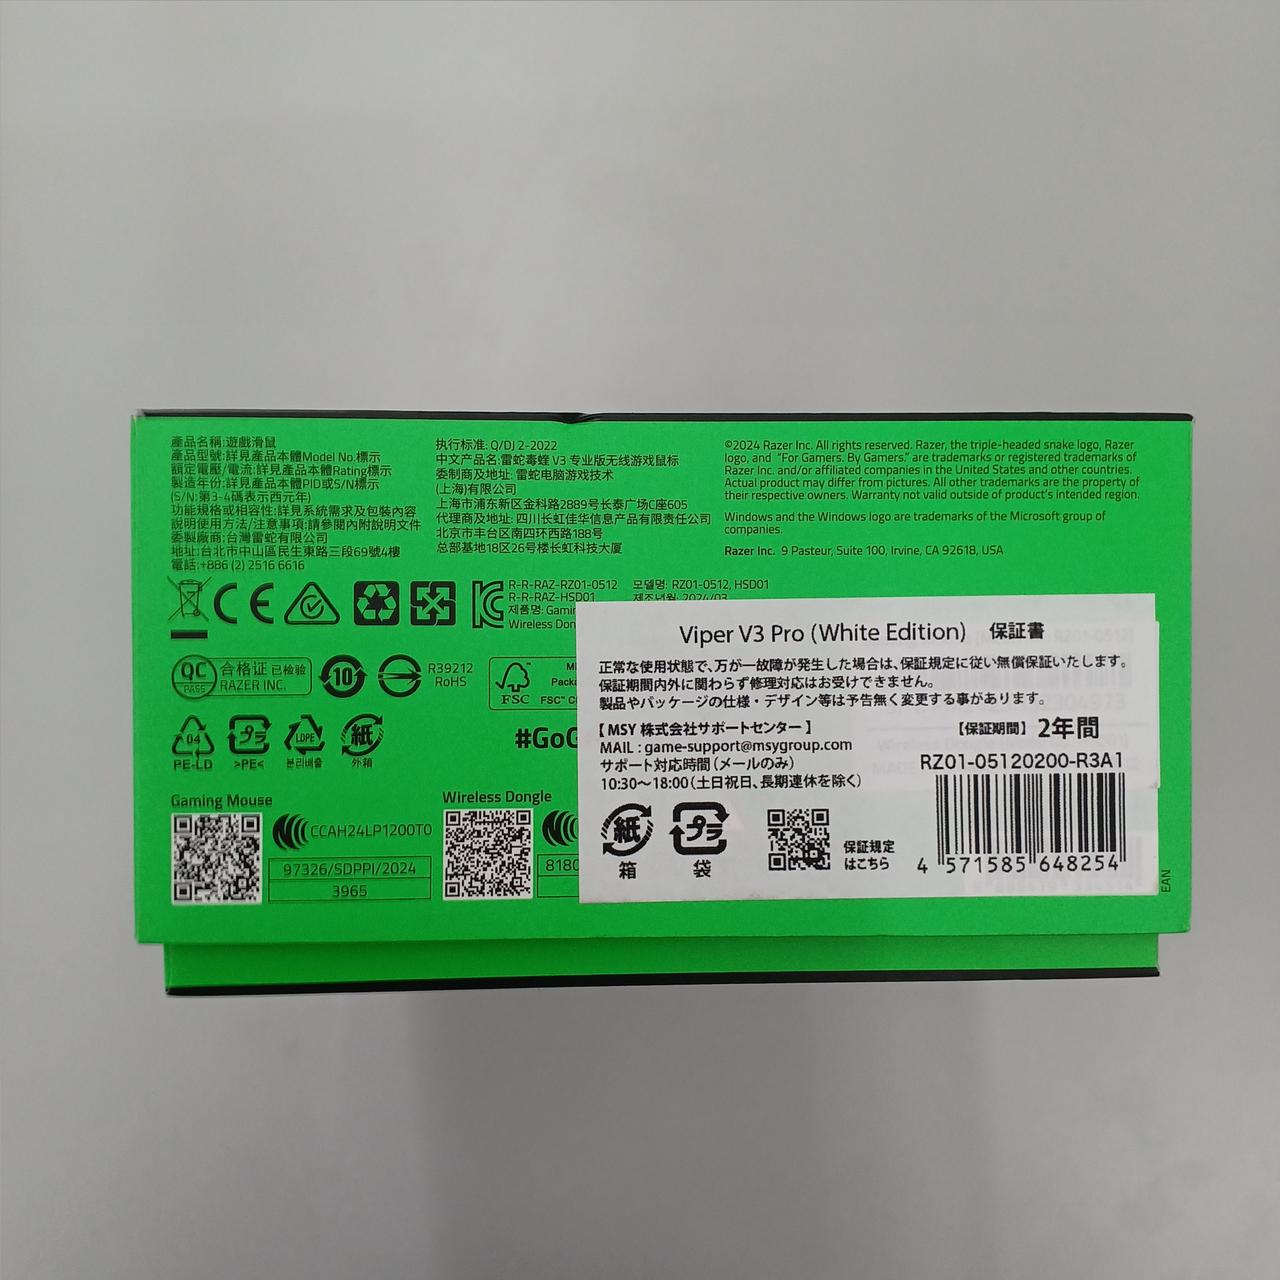 產品名稱:遊戲滑鼠
產品型號:詳見產品本體Model No.標示
額定電壓/電流:詳見產品本體Rating標示
製造年份:詳見產品本體PID或S/N標示
(S/N:第3-4碼表示西元年)
功能規格或相容性:詳見系統需求及包裝內容
說明使用方法/注意事項:請參閱內附說明文件
委製廠商:台灣雷蛇有限公司
地址:台北市中山區民生東路三段69號4樓
電話:+886 (2) 2516 6616
执行标准: Q/DJ 2-2022
中文产品名:雷蛇毒蝰 V3 专业版无线游戏鼠标
委制商及地址: 雷蛇电脑游戏技术
(上海)有限公司
上海市浦东新区金科路2889号长泰广场C座605
代理商及地址: 四川长虹佳华信息产品有限责任公司
北京市丰台区南四环西路188号
总部基地18区26号楼长虹科技大厦
©2024 Razer Inc. All rights reserved. Razer, the triple-headed snake logo, Razer
logo, and "For Gamers. By Gamers." are trademarks or registered trademarks of
Razer Inc. and/or affiliated companies in the United States and other countries.
Actual product may differ from pictures. All other trademarks are the property of
their respective owners. Warranty not valid outside of product's intended region.
Windows and the Windows logo are trademarks of the Microsoft group of
companies.
Razer Inc. 9 Pasteur, Suite 100, Irvine, CA 92618, USA
CE
R-R-RAZ-RZ01-0512
R-R-RAZ-HSD01
제품명: Gamin
Wireless Don
모델명: RZ01-0512, HSD01
제조년월: 2024/03
QC
PASS
合格证 已检验
RAZER INC.
10
R39212
RoHS
FSC
Packa
FSC™
04
PE-LD
プラ
>PE<
LDPE
분리배출
紙
外箱
#GoG
Gaming Mouse
CCAH24LP1200T0
97326/SDPPI/2024
3965
Wireless Dongle
8180
EAN
Viper V3 Pro (White Edition) 保証書
正常な使用状態で、万が一故障が発生した場合は、保証規定に従い無償保証いたします。
保証期間内外に関わらず修理対応はお受けできません。
製品やパッケージの仕様・デザイン等は予告無く変更する事があります。
【 MSY 株式会社サポートセンター 】
MAIL : game-support@msygroup.com
サポート対応時間(メールのみ)
10:30～18:00(土日祝日、長期連休を除く)
【保証期間】 2年間
RZ01-05120200-R3A1
紙
箱
プラ
袋
保証規定
はこちら
4 571585 648254